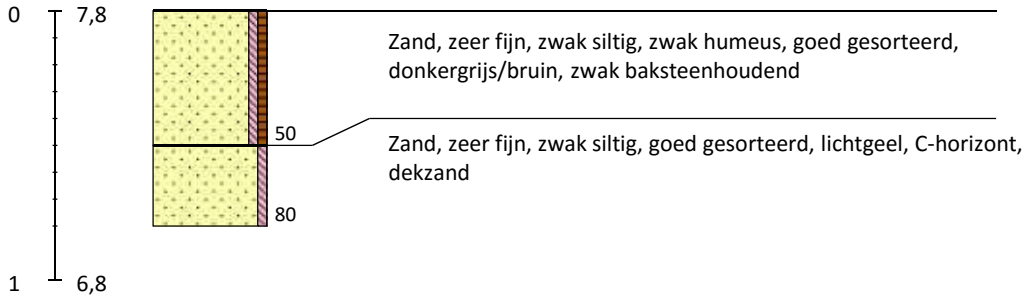 0 7,8
Zand, zeer fijn, zwak siltig, zwak humeus, goed gesorteerd,
donkergrijs/bruin, zwak baksteenhoudend
50
Zand, zeer fijn, zwak siltig, goed gesorteerd, lichtgeel, C-horizont,
dekzand
80
1 6,8